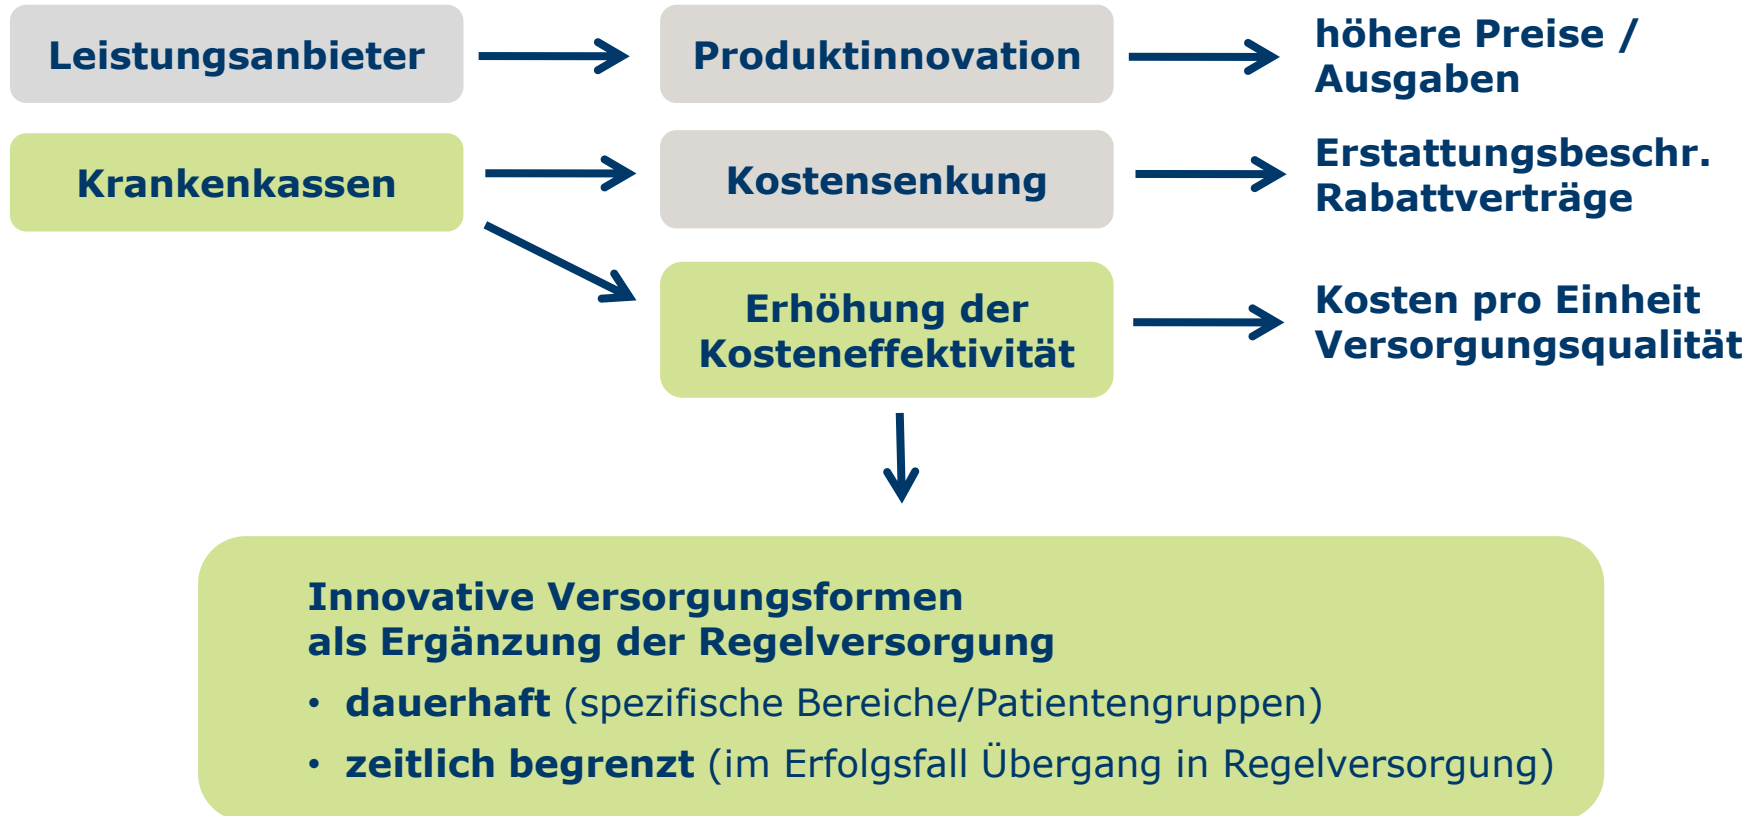 Leistungsanbieter
Produktinnovation
höhere Preise /
Ausgaben
Krankenkassen
Kostensenkung
Erstattungsbeschr.
Rabattverträge
Erhöhung der
Kosteneffektivität
Kosten pro Einheit
Versorgungsqualität
Innovative Versorgungsformen
als Ergänzung der Regelversorgung
• dauerhaft (spezifische Bereiche/Patientengruppen)
• zeitlich begrenzt (im Erfolgsfall Übergang in Regelversorgung)